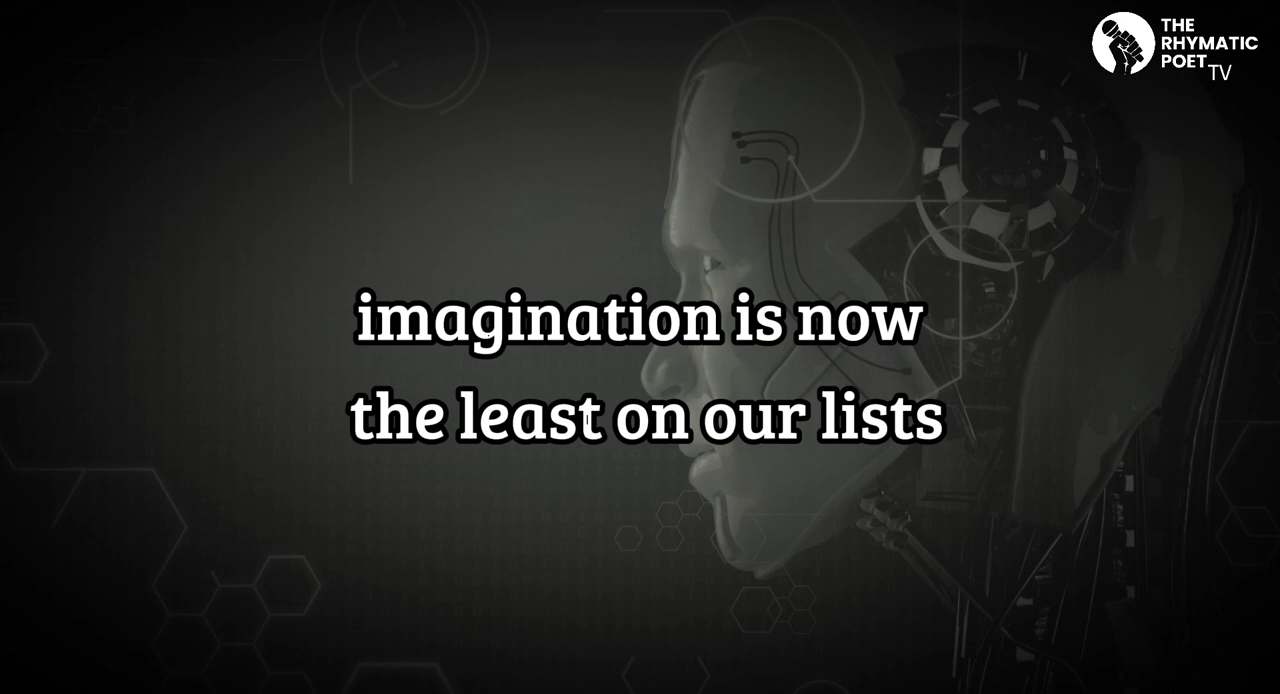 THE
RHYMATIC
POET TV
imagination is now
the least on our lists